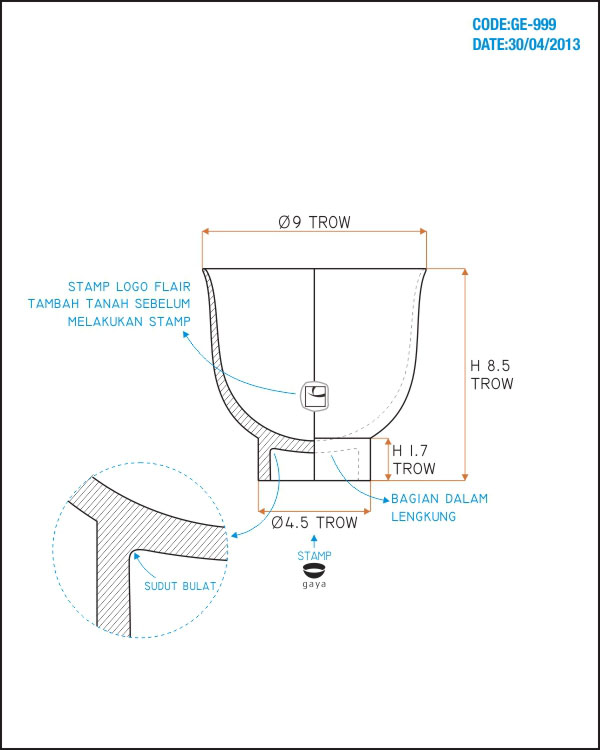 CODE:GE-999
DATE:30/04/2013
Ø9 TROW
STAMP LOGO FLAIR
TAMBAH TANAH SEBELUM
MELAKUKAN STAMP
H 8.5
TROW
H 1.7
TROW
BAGIAN DALAM
LENGKUNG
Ø4.5 TROW
STAMP
gaya
SUDUT BULAT